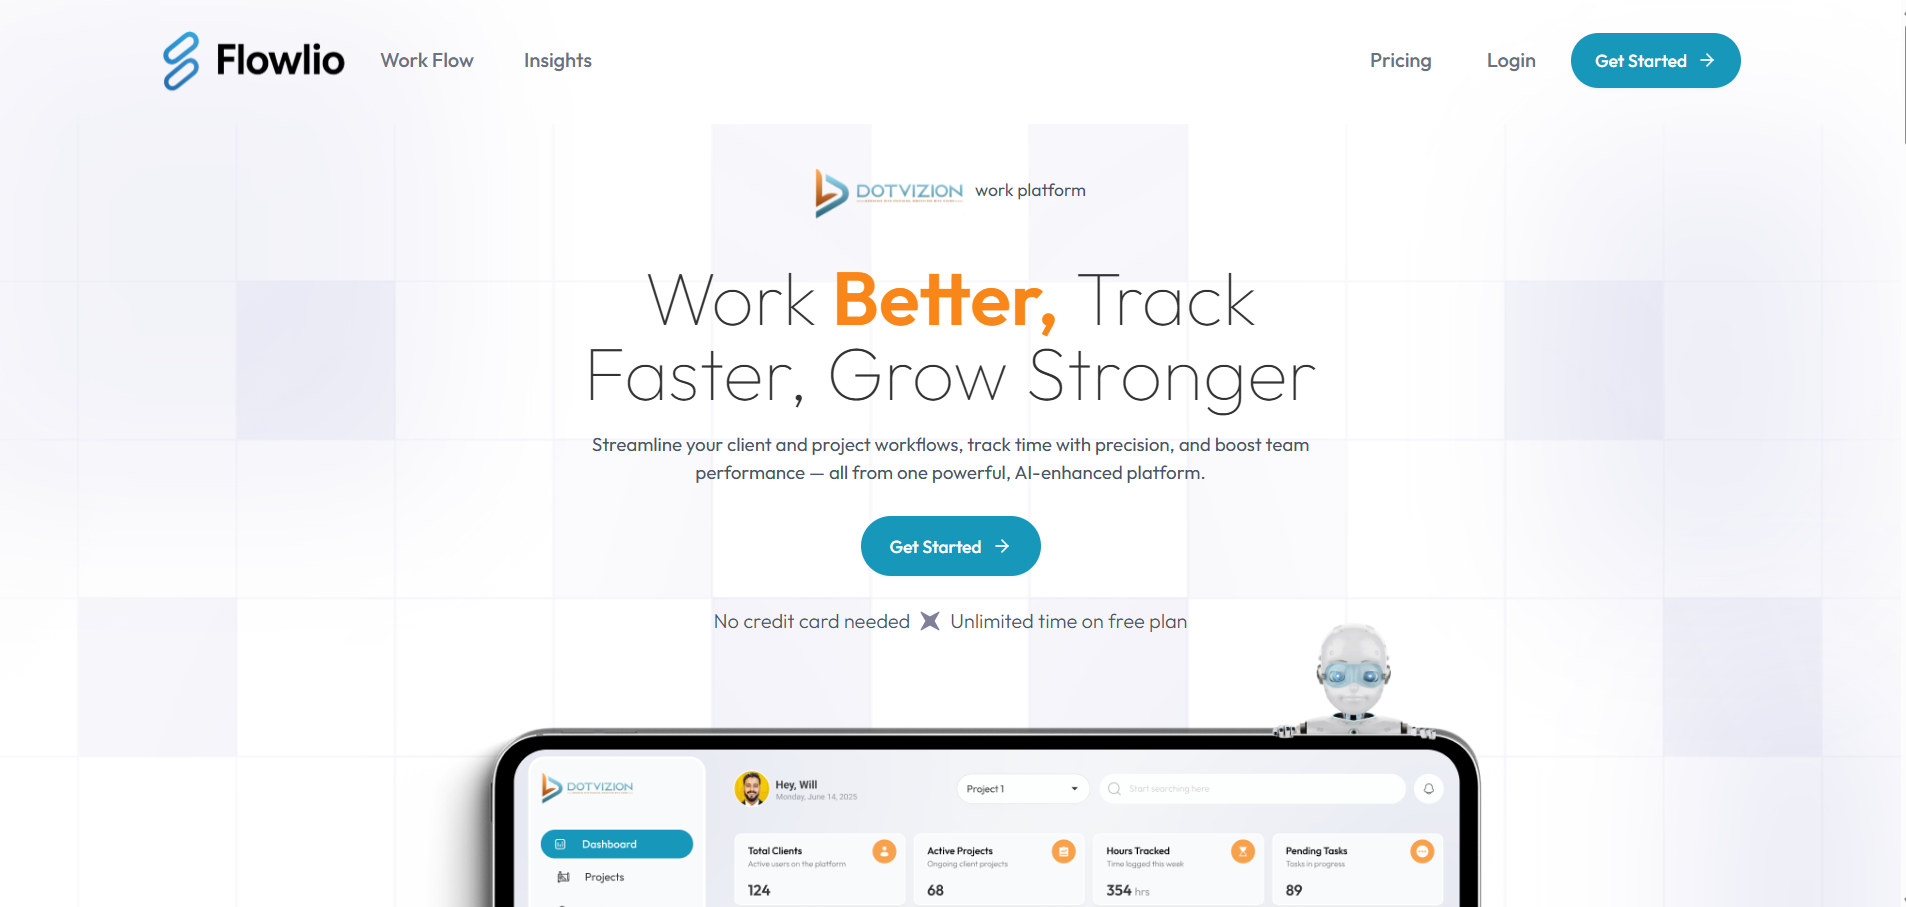 Flowlio
Work Flow
Insights
Pricing
Login
Get Started
DOTVIZION work platform
Work Better, Track
Faster, Grow Stronger
Streamline your client and project workflows, track time with precision, and boost team
performance — all from one powerful, AI-enhanced platform.
Get Started
No credit card needed
Unlimited time on free plan
DOTVIZION
Hey, Will
Monday, June 14, 2025
Project 1
Start searching here
Dashboard
Projects
Total Clients
Active users on the platform
124
Active Projects
Ongoing client projects
68
Hours Tracked
Time logged this week
354 hrs
Pending Tasks
Tasks in progress
89